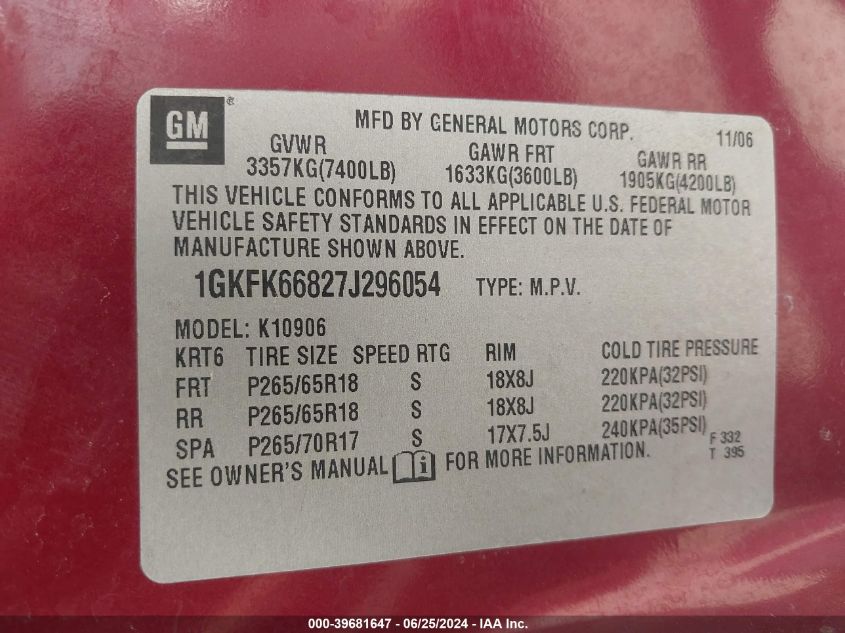 GM
MFD BY GENERAL MOTORS CORP. 11/06
GVWR GAWR FRT GAWR RR
3357KG(7400LB) 1633KG(3600LB) 1905KG(4200LB)
THIS VEHICLE CONFORMS TO ALL APPLICABLE U.S. FEDERAL MOTOR
VEHICLE SAFETY STANDARDS IN EFFECT ON THE DATE OF
MANUFACTURE SHOWN ABOVE.
1GKFK66827J296054 TYPE: M.P.V.
MODEL: K10906
KRT6 TIRE SIZE SPEED RTG RIM COLD TIRE PRESSURE
FRT P265/65R18 S 18X8J 220KPA(32PSI)
RR P265/65R18 S 18X8J 220KPA(32PSI)
SPA P265/70R17 S 17X7.5J 240KPA(35PSI) F 332
SEE OWNER'S MANUAL i FOR MORE INFORMATION. T 395
000-39681647 - 06/25/2024 - IAA Inc.